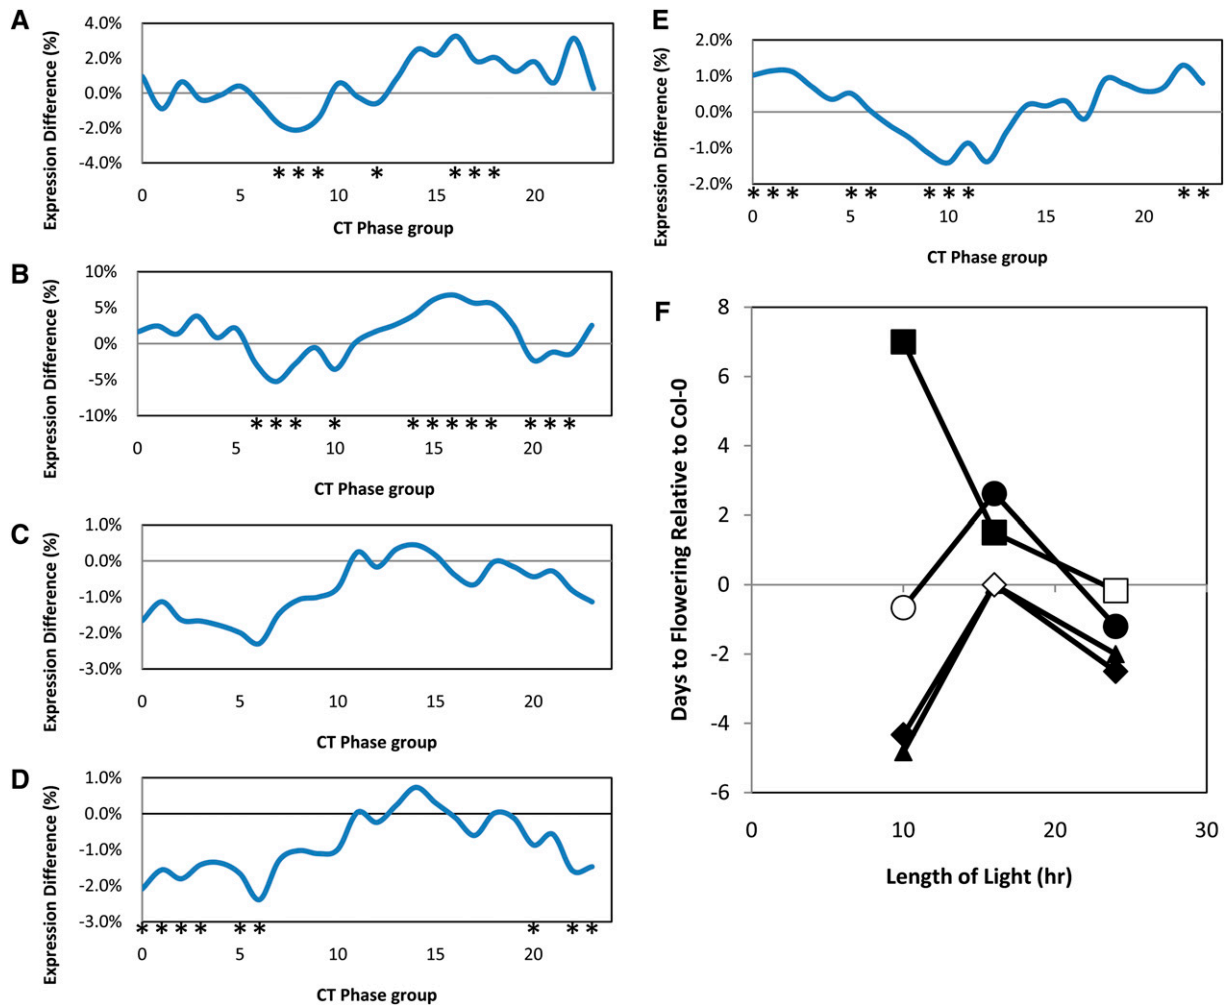 A
Expression Difference (%)
4.0%
2.0%
0.0%
-2.0%
-4.0%
* * * * * * *
0 5 10 15 20
CT Phase group
B
Expression Difference (%)
10%
5%
0%
-5%
-10%
* * * * * * * * * * * *
0 5 10 15 20
CT Phase group
C
Expression Difference (%)
1.0%
0.0%
-1.0%
-2.0%
-3.0%
0 5 10 15 20
CT Phase group
D
Expression Difference (%)
1.0%
0.0%
-1.0%
-2.0%
-3.0%
* * * * * * * * *
0 5 10 15 20
CT Phase group
E
Expression Difference (%)
2.0%
1.0%
0.0%
-1.0%
-2.0%
* * * * * * * * * *
0 5 10 15 20
CT Phase group
F
Days to Flowering Relative to Col-0
8
6
4
2
0
-2
-4
-6
0 10 20 30
Length of Light (hr)